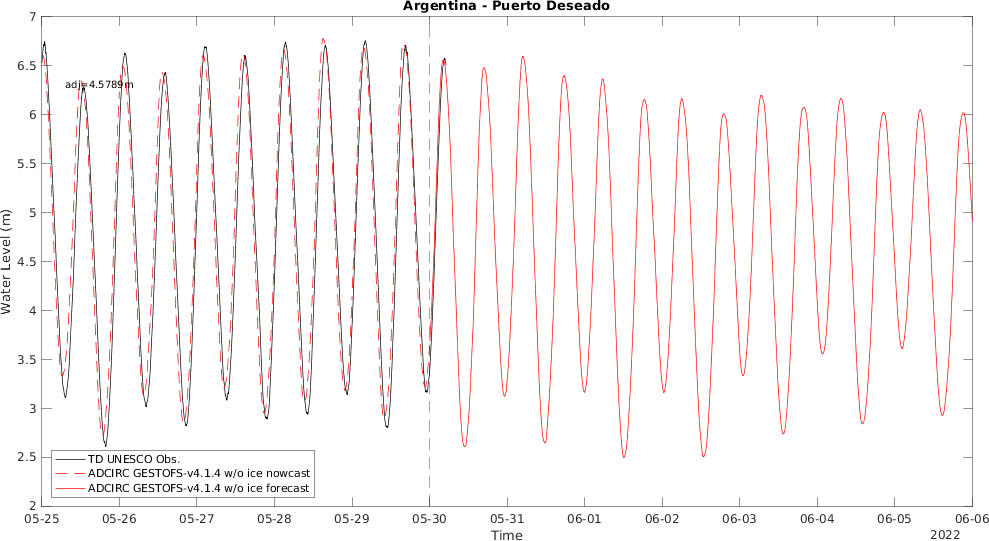 Argentina - Puerto Deseado
7
6.5
6
5.5
5
4.5
4
3.5
3
2.5
2
Water Level (m)
adj=4.5789m
TD UNESCO Obs.
ADCIRC GESTOFS-v4.1.4 w/o ice nowcast
ADCIRC GESTOFS-v4.1.4 w/o ice forecast
05-25 05-26 05-27 05-28 05-29 05-30 05-31 06-01 06-02 06-03 06-04 06-05 06-06
Time
2022